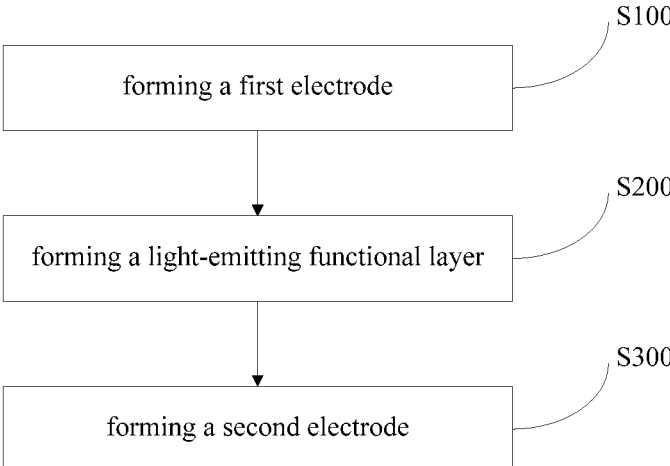 S100
forming a first electrode
S200
forming a light-emitting functional layer
S300
forming a second electrode